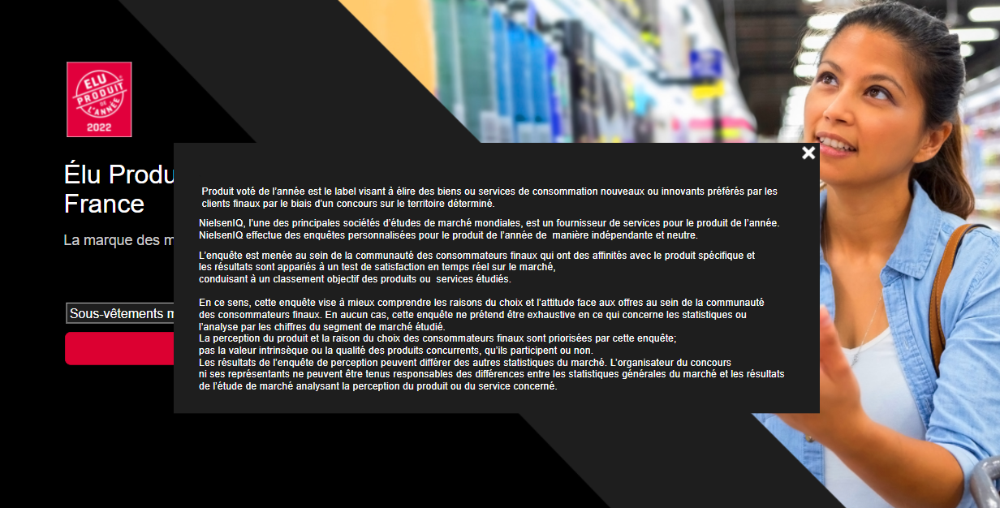 ELU
PRODUIT
DE
L'ANNÉE
2022
Élu Produ
France
La marque des m
Sous-vêtements m
Produit voté de l'année est le label visant à élire des biens ou services de consommation nouveaux ou innovants préférés par les
clients finaux par le biais d'un concours sur le territoire déterminé.
NielsenIQ, l'une des principales sociétés d'études de marché mondiales, est un fournisseur de services pour le produit de l'année.
NielsenIQ effectue des enquêtes personnalisées pour le produit de l'année de manière indépendante et neutre.
L'enquête est menée au sein de la communauté des consommateurs finaux qui ont des affinités avec le produit spécifique et
les résultats sont appariés à un test de satisfaction en temps réel sur le marché,
conduisant à un classement objectif des produits ou services étudiés.
En ce sens, cette enquête vise à mieux comprendre les raisons du choix et l'attitude face aux offres au sein de la communauté
des consommateurs finaux. En aucun cas, cette enquête ne prétend être exhaustive en ce qui concerne les statistiques ou
l'analyse par les chiffres du segment de marché étudié.
La perception du produit et la raison du choix des consommateurs finaux sont priorisées par cette enquête;
pas la valeur intrinsèque ou la qualité des produits concurrents, qu'ils participent ou non.
Les résultats de l'enquête de perception peuvent différer des autres statistiques du marché. L'organisateur du concours
ni ses représentants ne peuvent être tenus responsables des différences entre les statistiques générales du marché et les résultats
de l'étude de marché analysant la perception du produit ou du service concerné.